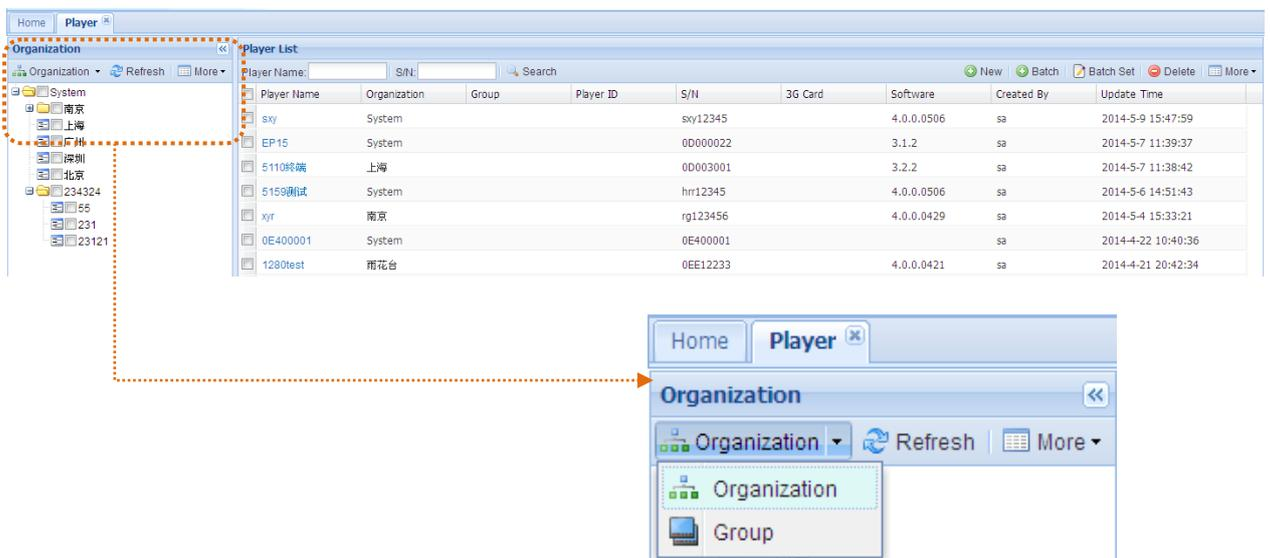 Home Player
Organization
Organization Refresh More
System
南京
上海
广州
深圳
北京
234324
55
231
23121
Player List
Player Name: S/N: Search New Batch Batch Set Delete More
Player Name Organization Group Player ID S/N 3G Card Software Created By Update Time
sxy System sxy12345 4.0.0.0506 sa 2014-5-9 15:47:59
EP15 System 0D000022 3.1.2 sa 2014-5-7 11:39:37
5110终端 上海 0D003001 3.2.2 sa 2014-5-7 11:38:42
5159测试 System hrr12345 4.0.0.0506 sa 2014-5-6 14:51:43
xyr 南京 rg123456 4.0.0.0429 sa 2014-5-4 15:33:21
0E400001 System 0E400001 sa 2014-4-22 10:40:36
1280test 雨花台 0EE12233 4.0.0.0421 sa 2014-4-21 20:42:34
Home Player
Organization
Organization Refresh More
Organization
Group